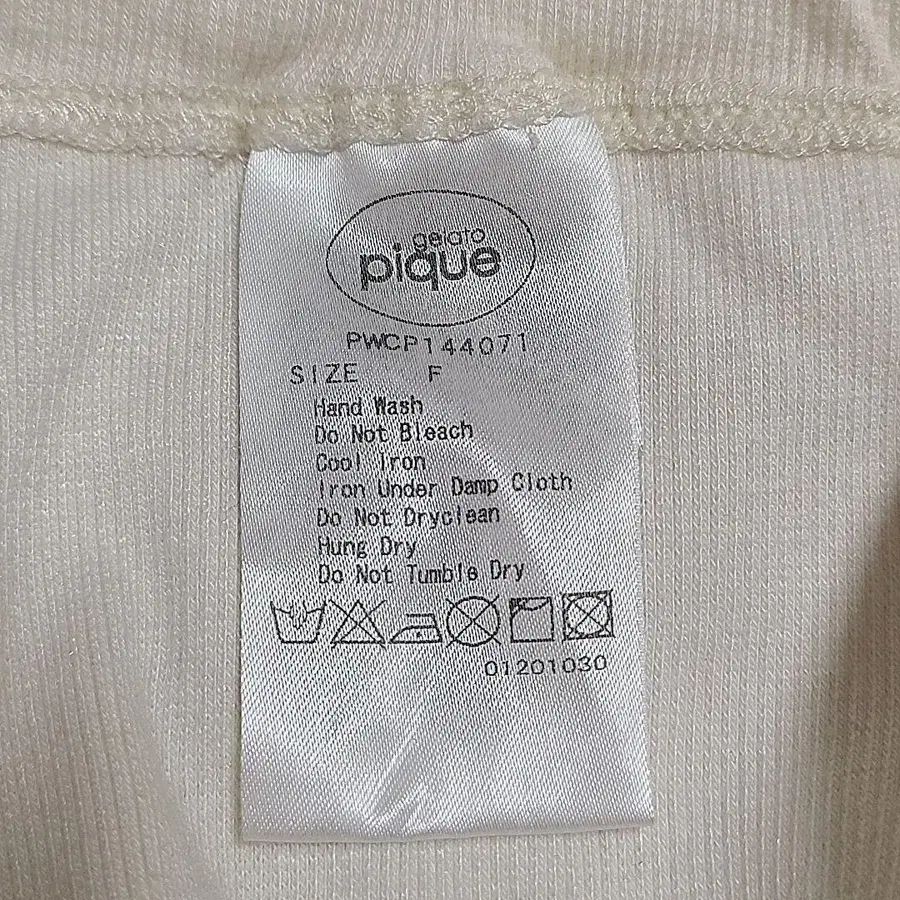 gelato
pique
PWCP144071
SIZE F
Hand Wash
Do Not Bleach
Cool Iron
Iron Under Damp Cloth
Do Not Dryclean
Hung Dry
Do Not Tumble Dry
01201030